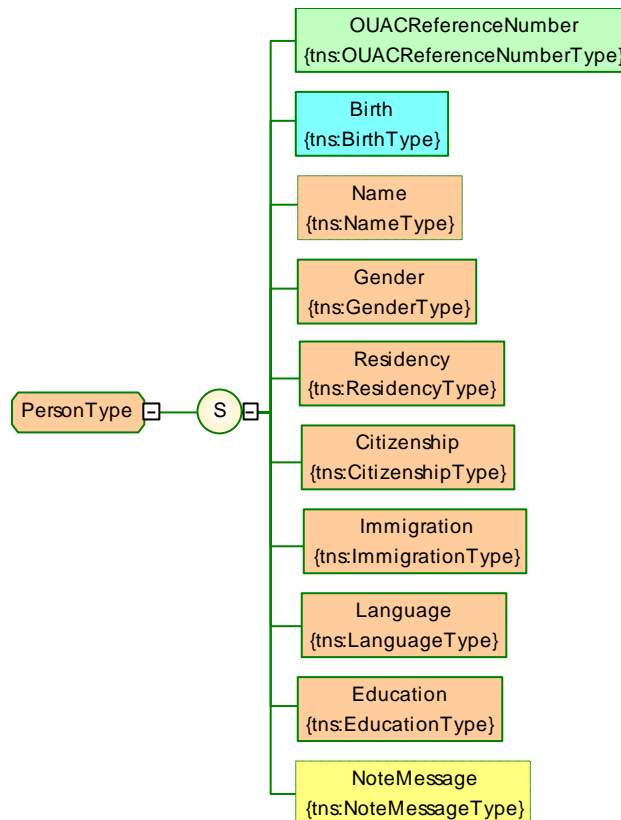 OUACReferenceNumber
{tns:OUACReferenceNumberType}
Birth
{tns:BirthType}
Name
{tns:NameType}
Gender
{tns:GenderType}
Residency
{tns:ResidencyType}
PersonType
S
Citizenship
{tns:CitizenshipType}
Immigration
{tns:ImmigrationType}
Language
{tns:LanguageType}
Education
{tns:EducationType}
NoteMessage
{tns:NoteMessageType}